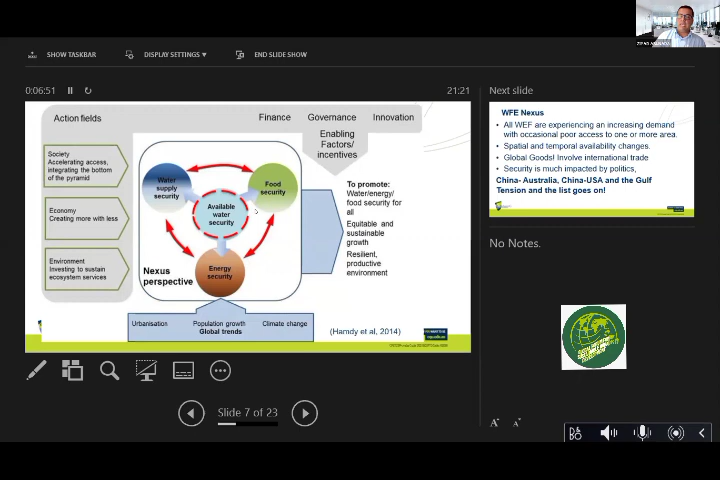 SHOW TASKBAR
DISPLAY SETTINGS ▼
END SLIDE SHOW
0:06:51
21:21
Action fields
Finance
Governance
Innovation
Enabling
Factors/
incentives
Society
Accelerating access,
integrating the bottom
of the pyramid
Economy
Creating more with less
Environment
Investing to sustain
ecosystem services
Water
supply
security
Food
security
Available
water
security
Energy
security
Nexus
perspective
To promote:
Water/energy/
food security for
all
Equitable and
sustainable
growth
Resilient,
productive
environment
Urbanisation
Population growth
Climate change
Global trends
(Hamdy et al, 2014)
Next slide
WFE Nexus
• All WEF are experiencing an increasing demand
with occasional poor access to one or more area.
• Spatial and temporal availability changes.
• Global Goods! Involve international trade
• Security is much impacted by politics,
China- Australia, China-USA and the Gulf
Tension and the list goes on!
No Notes.
Slide 7 of 23
A
A
B&O